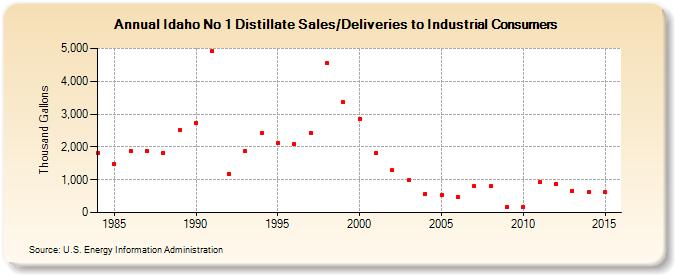 Annual Idaho No 1 Distillate Sales/Deliveries to Industrial Consumers
Thousand Gallons
5,000
4,000
3,000
2,000
1,000
0
1985 1990 1995 2000 2005 2010 2015
Source: U.S. Energy Information Administration